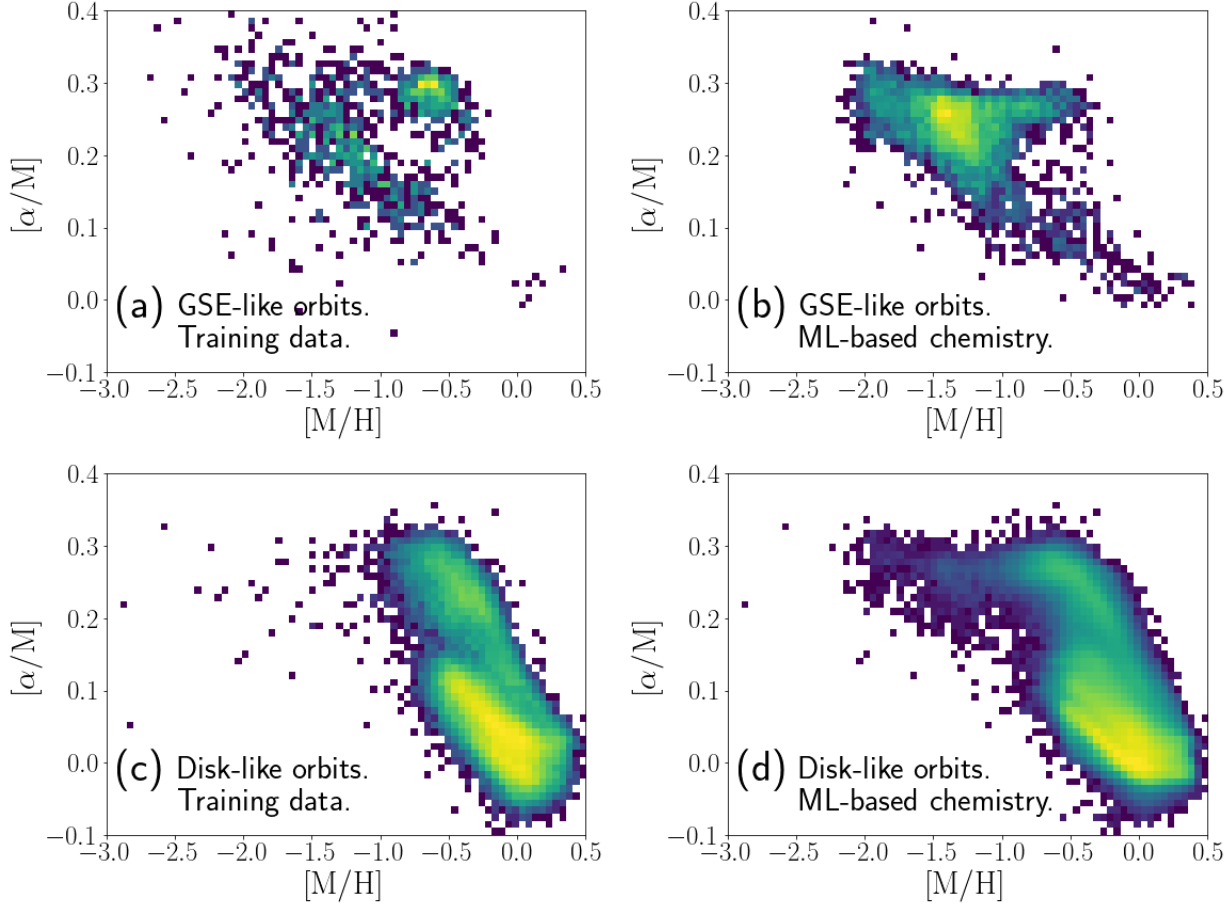 0.4
0.3
0.2
0.1
0.0
−0.1
[α/M]
(a) GSE-like orbits.
Training data.
−3.0 −2.5 −2.0 −1.5 −1.0 −0.5 0.0 0.5
[M/H]
0.4
0.3
0.2
0.1
0.0
−0.1
[α/M]
(b) GSE-like orbits.
ML-based chemistry.
−3.0 −2.5 −2.0 −1.5 −1.0 −0.5 0.0 0.5
[M/H]
0.4
0.3
0.2
0.1
0.0
−0.1
[α/M]
(c) Disk-like orbits.
Training data.
−3.0 −2.5 −2.0 −1.5 −1.0 −0.5 0.0 0.5
[M/H]
0.4
0.3
0.2
0.1
0.0
−0.1
[α/M]
(d) Disk-like orbits.
ML-based chemistry.
−3.0 −2.5 −2.0 −1.5 −1.0 −0.5 0.0 0.5
[M/H]